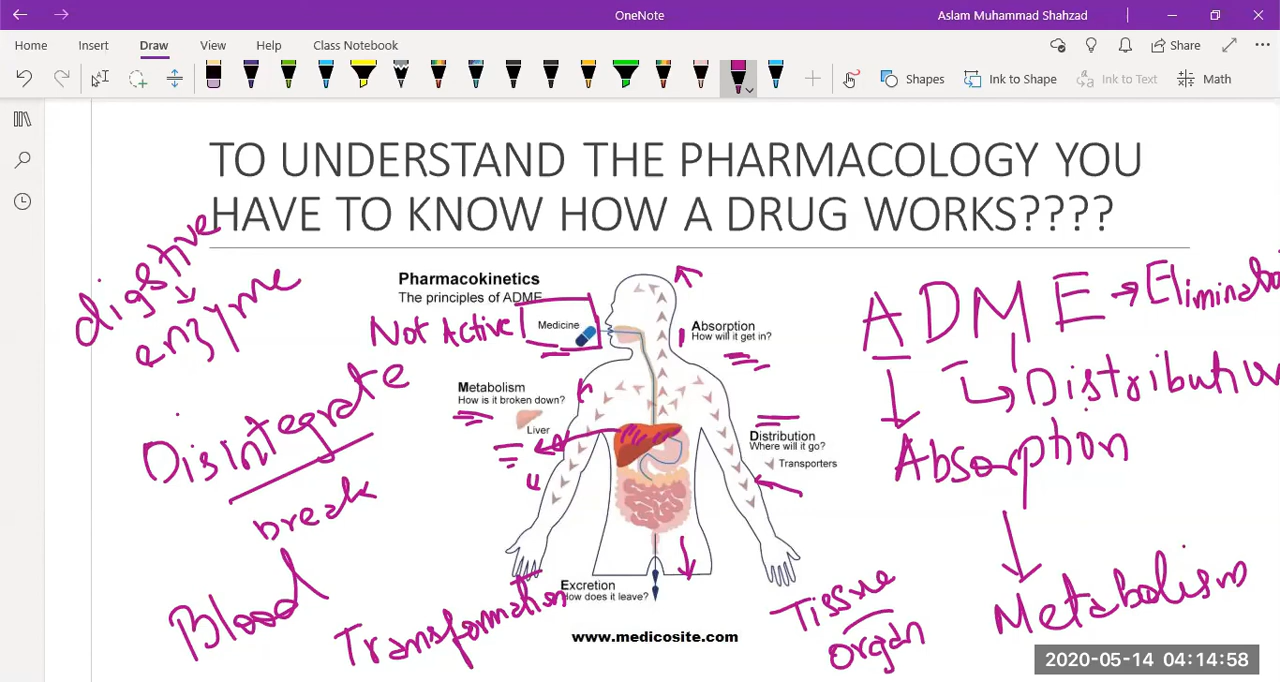 OneNote
Aslam Muhammad Shahzad
Home Insert Draw View Help Class Notebook
Share
Shapes
Ink to Shape
Ink to Text
Math
TO UNDERSTAND THE PHARMACOLOGY YOU
HAVE TO KNOW HOW A DRUG WORKS????
digstive
enzyme
Disintegrate
break
Blood
Transformation
Pharmacokinetics
The principles of ADME
Not Active
Medicine
Absorption
How will it get in?
Metabolism
How is it broken down?
Liver
Distribution
Where will it go?
Transporters
Excretion
How does it leave?
www.medicosite.com
Tissue
organ
ADME
Distribution
Absorption
Metabolism
2020-05-14 04:14:58